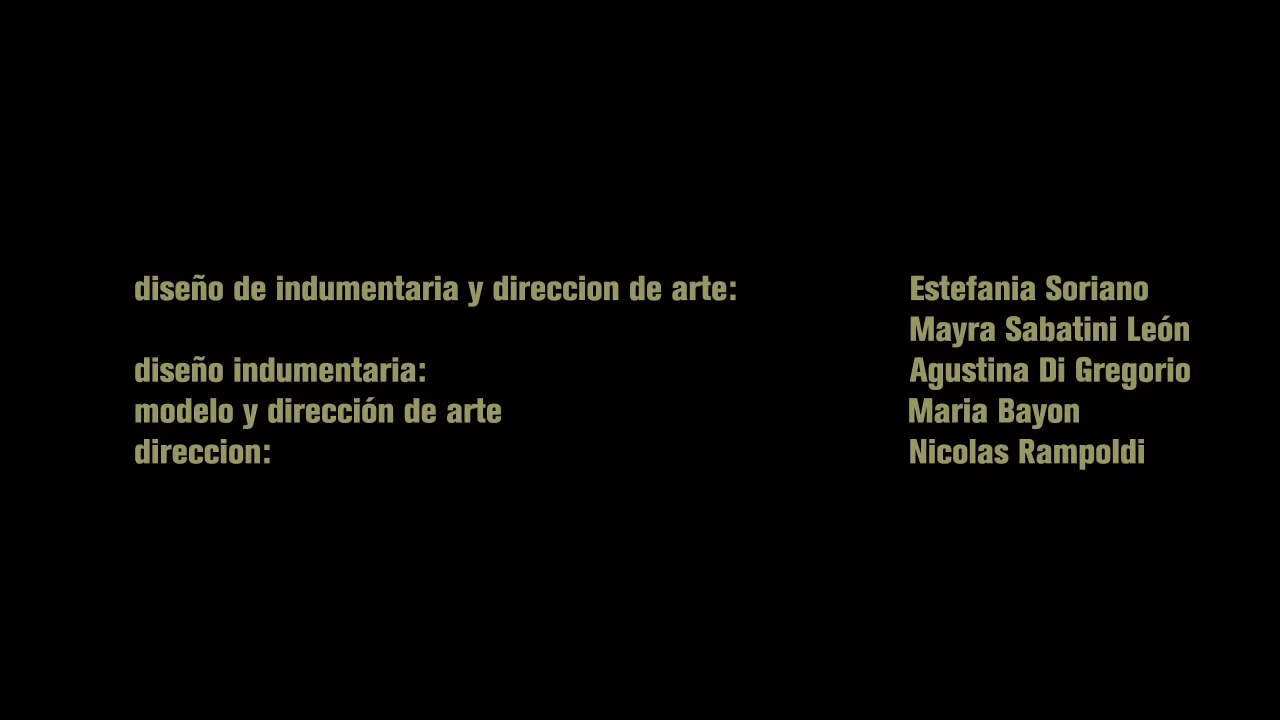 diseño de indumentaria y direccion de arte: Estefania Soriano
Mayra Sabatini León
diseño indumentaria: Agustina Di Gregorio
modelo y dirección de arte Maria Bayon
direccion: Nicolas Rampoldi